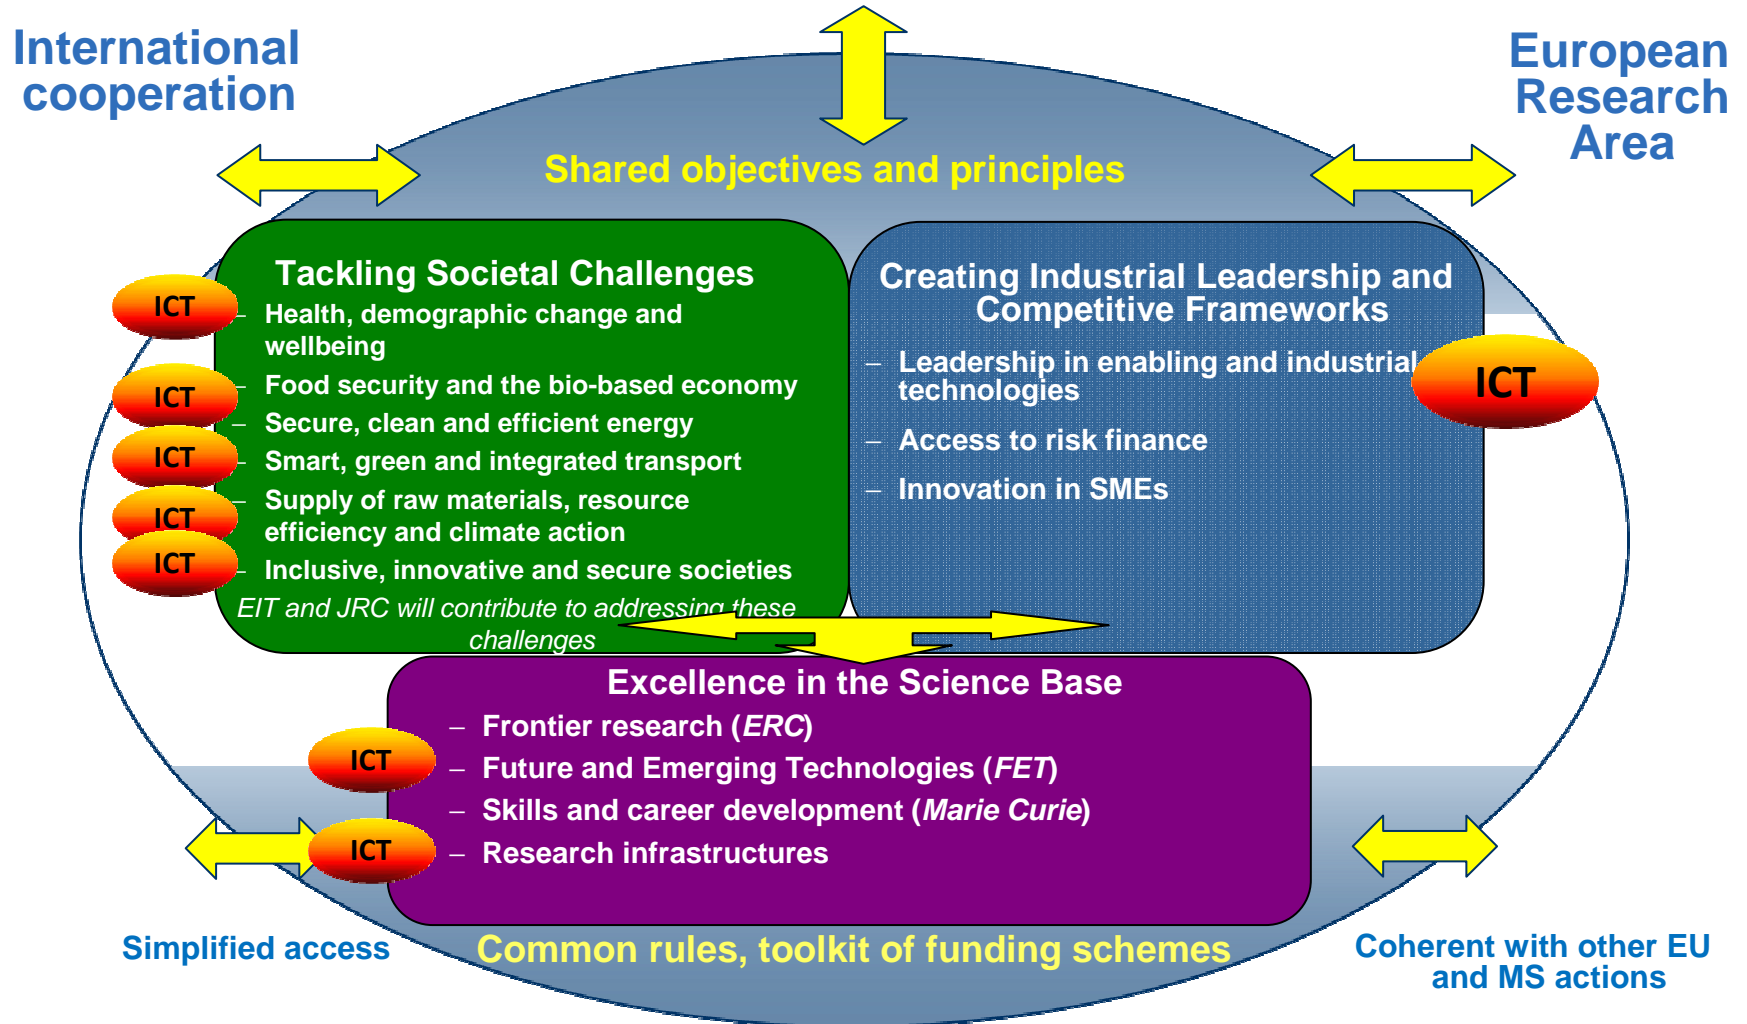 International
cooperation
European
Research
Area
Shared objectives and principles
Tackling Societal Challenges
ICT
– Health, demographic change and
wellbeing
ICT
– Food security and the bio-based economy
– Secure, clean and efficient energy
ICT
– Smart, green and integrated transport
ICT
– Supply of raw materials, resource
efficiency and climate action
ICT
– Inclusive, innovative and secure societies
EIT and JRC will contribute to addressing these
challenges
Creating Industrial Leadership and
Competitive Frameworks
– Leadership in enabling and industrial
technologies
ICT
– Access to risk finance
– Innovation in SMEs
Excellence in the Science Base
– Frontier research (ERC)
ICT
– Future and Emerging Technologies (FET)
– Skills and career development (Marie Curie)
ICT
– Research infrastructures
Simplified access
Common rules, toolkit of funding schemes
Coherent with other EU
and MS actions